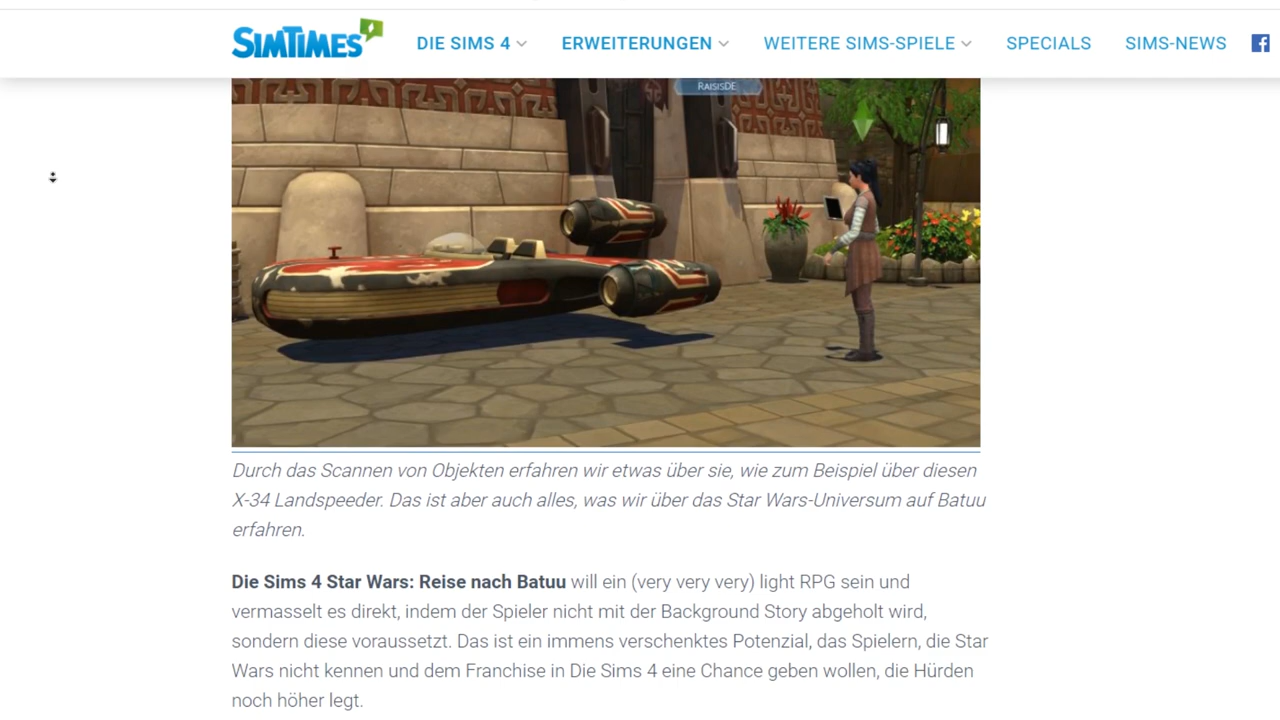 SIMTIMES
DIE SIMS 4
ERWEITERUNGEN
WEITERE SIMS-SPIELE
SPECIALS
SIMS-NEWS
RAISISDE
Durch das Scannen von Objekten erfahren wir etwas über sie, wie zum Beispiel über diesen
X-34 Landspeeder. Das ist aber auch alles, was wir über das Star Wars-Universum auf Batuu
erfahren.
Die Sims 4 Star Wars: Reise nach Batuu will ein (very very very) light RPG sein und
vermasselt es direkt, indem der Spieler nicht mit der Background Story abgeholt wird,
sondern diese voraussetzt. Das ist ein immens verschenktes Potenzial, das Spielern, die Star
Wars nicht kennen und dem Franchise in Die Sims 4 eine Chance geben wollen, die Hürden
noch höher legt.